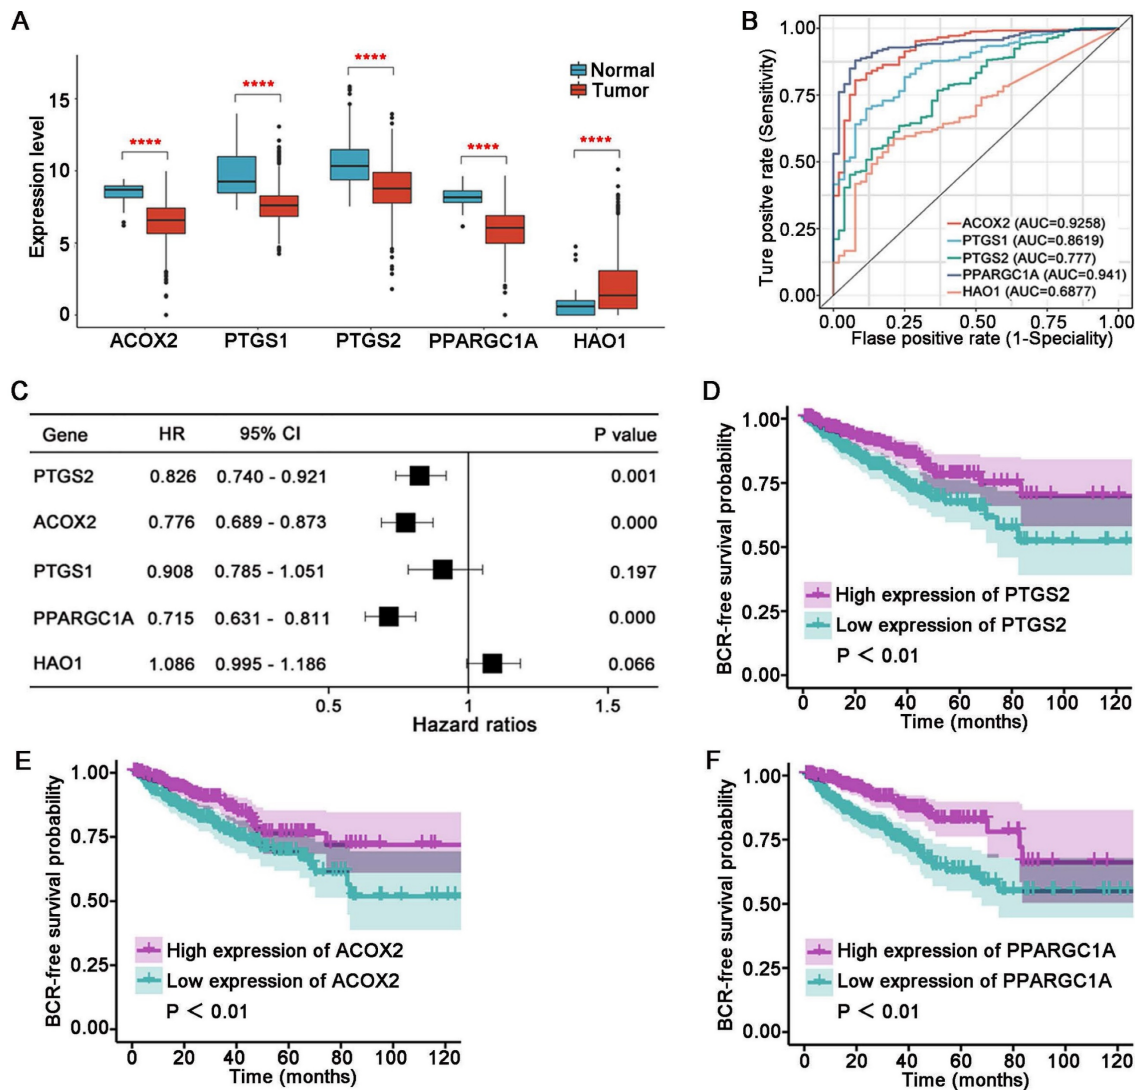 A
**** **** **** **** ****
Normal
Tumor
Expression level
15
10
5
0
ACOX2 PTGS1 PTGS2 PPARGC1A HAO1
B
Ture positve rate (Sensitivity)
1.00
0.75
0.50
0.25
0.00
ACOX2 (AUC=0.9258)
PTGS1 (AUC=0.8619)
PTGS2 (AUC=0.777)
PPARGC1A (AUC=0.941)
HAO1 (AUC=0.6877)
0.00 0.25 0.50 0.75 1.00
Flase positive rate (1-Speciality)
C
Gene HR 95% CI P value
PTGS2 0.826 0.740 - 0.921 0.001
ACOX2 0.776 0.689 - 0.873 0.000
PTGS1 0.908 0.785 - 1.051 0.197
PPARGC1A 0.715 0.631 - 0.811 0.000
HAO1 1.086 0.995 - 1.186 0.066
0.5 1 1.5
Hazard ratios
D
BCR-free survival probability
1.00
0.75
0.50
0.25
0.00
High expression of PTGS2
Low expression of PTGS2
P < 0.01
0 20 40 60 80 100 120
Time (months)
E
BCR-free survival probability
1.00
0.75
0.50
0.25
0.00
High expression of ACOX2
Low expression of ACOX2
P < 0.01
0 20 40 60 80 100 120
Time (months)
F
BCR-free survival probability
1.00
0.75
0.50
0.25
0.00
High expression of PPARGC1A
Low expression of PPARGC1A
P < 0.01
0 20 40 60 80 100 120
Time (months)